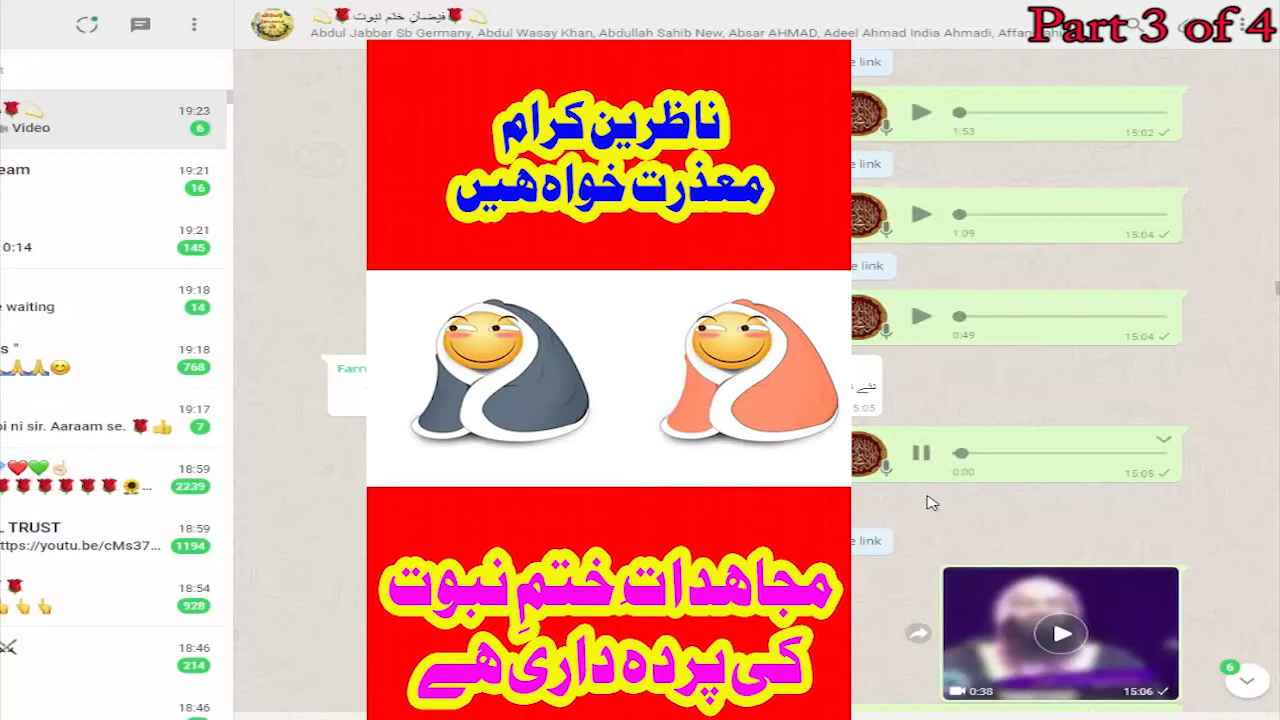 🌹فیضانِ ختم نبوت🌹
Abdul Jabbar Sb Germany, Abdul Wasay Khan, Abdullah Sahib New, Absar AHMAD, Adeel Ahmad India Ahmadi,
Part 3 of 4
19:23
Video
6
eam
19:21
16
19:21
0:14
145
19:18
e waiting
14
s "
19:18
768
19:17
oi ni sir. Aaraam se.
7
18:59
2239
L TRUST
18:59
ttps://youtu.be/cMs37...
1194
18:54
928
18:46
214
18:46
ناظرین کرام
معذرت خواہ ھیں
مجاھداتِ ختمِ نبوت
کی پردہ داری ھے
e link
1:53
15:02
e link
1:09
15:04
e link
0:49
15:04
Farn
5:05
0:00
15:05
e link
0:38
15:06
6